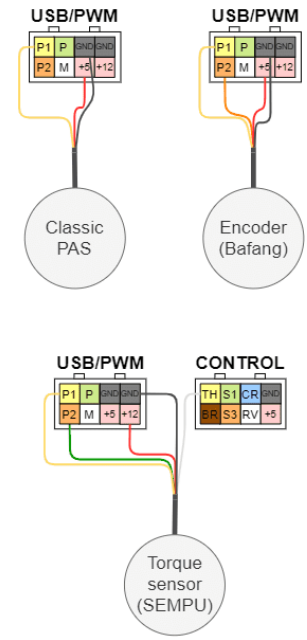 USB/PWM USB/PWM
P1 P GND GND P1 P GND GND
P2 M +5 +12 P2 M +5 +12
Classic Encoder
PAS (Bafang)
USB/PWM CONTROL
P1 P GND GND TH S1 CR GND
P2 M +5 +12 BR S3 RV +5
Torque
sensor
(SEMPU)